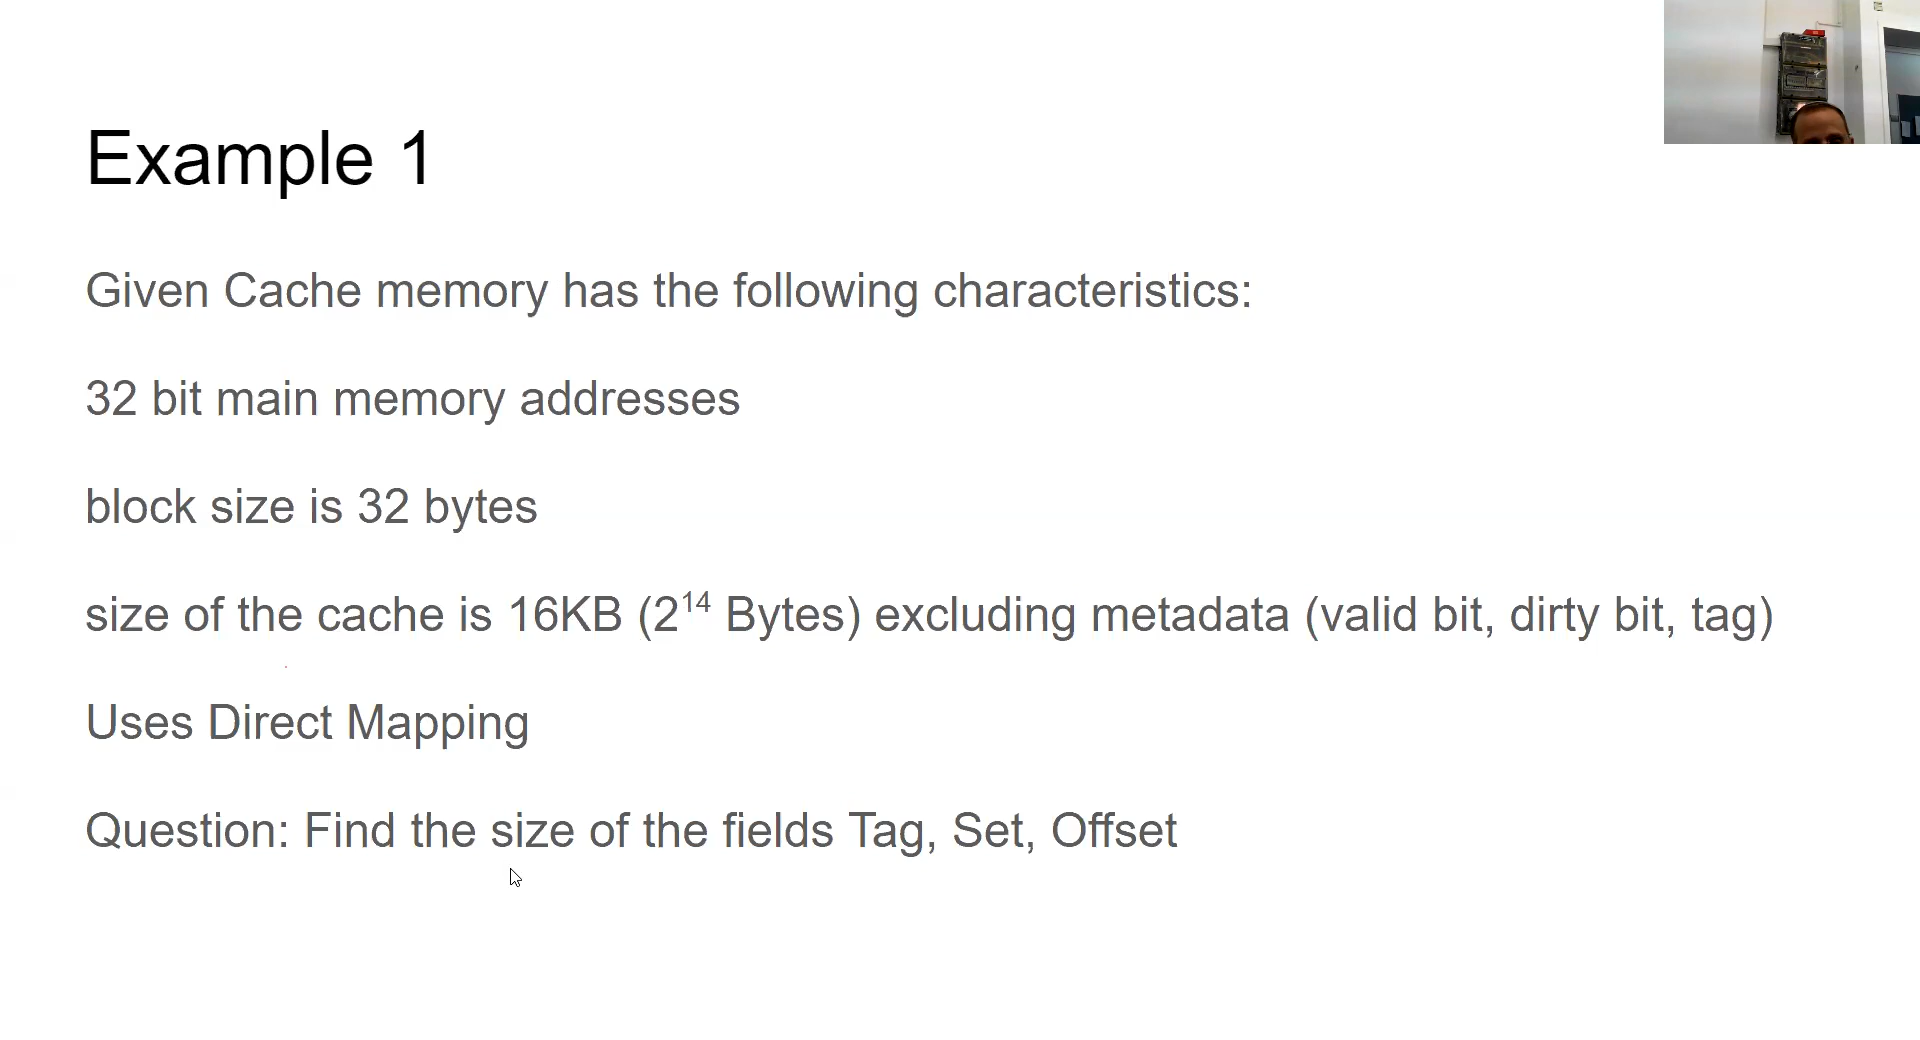 Example 1
Given Cache memory has the following characteristics:
32 bit main memory addresses
block size is 32 bytes
size of the cache is 16KB (2¹⁴ Bytes) excluding metadata (valid bit, dirty bit, tag)
Uses Direct Mapping
Question: Find the size of the fields Tag, Set, Offset